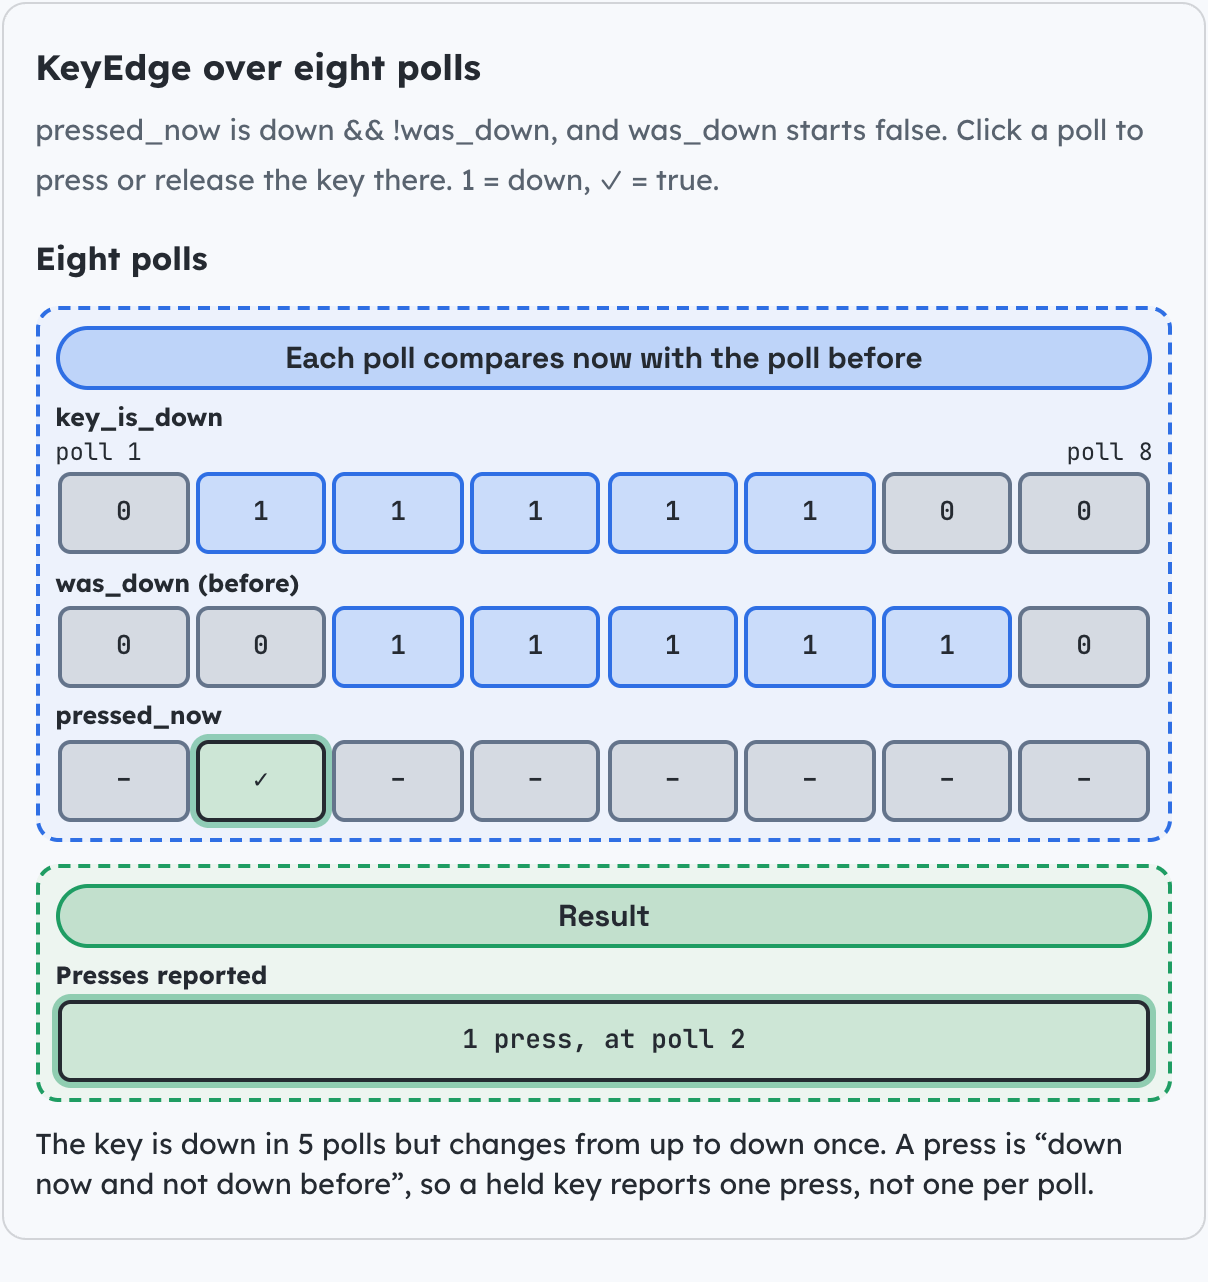 KeyEdge over eight polls
pressed_now is down && !was_down, and was_down starts false. Click a poll to
press or release the key there. 1 = down, ✓ = true.
Eight polls
Each poll compares now with the poll before
key_is_down
poll 1 poll 8
0 1 1 1 1 1 0 0
was_down (before)
0 0 1 1 1 1 1 0
pressed_now
– ✓ – – – – – –
Result
Presses reported
1 press, at poll 2
The key is down in 5 polls but changes from up to down once. A press is “down
now and not down before”, so a held key reports one press, not one per poll.